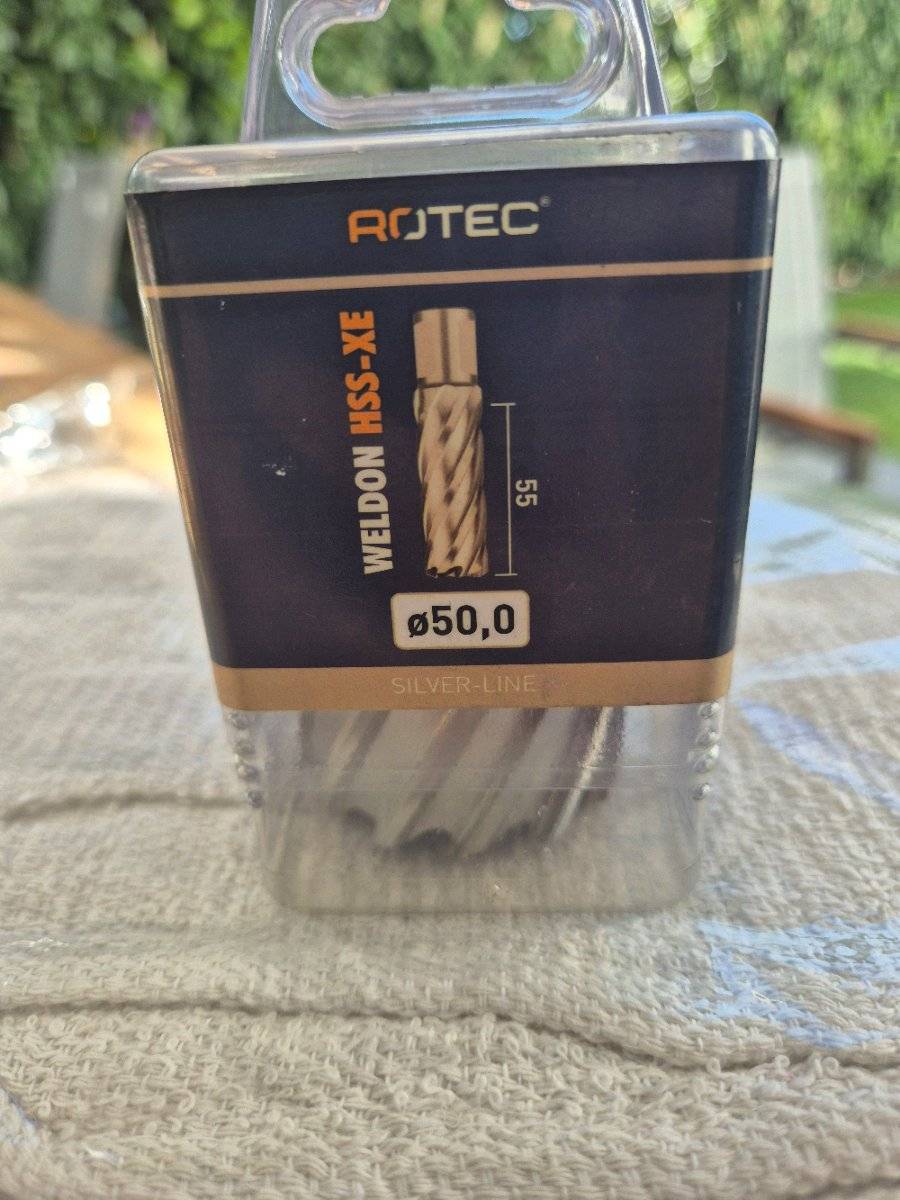 ROTEC®
WELDON HSS-XE
55
ø50,0
SILVER-LINE